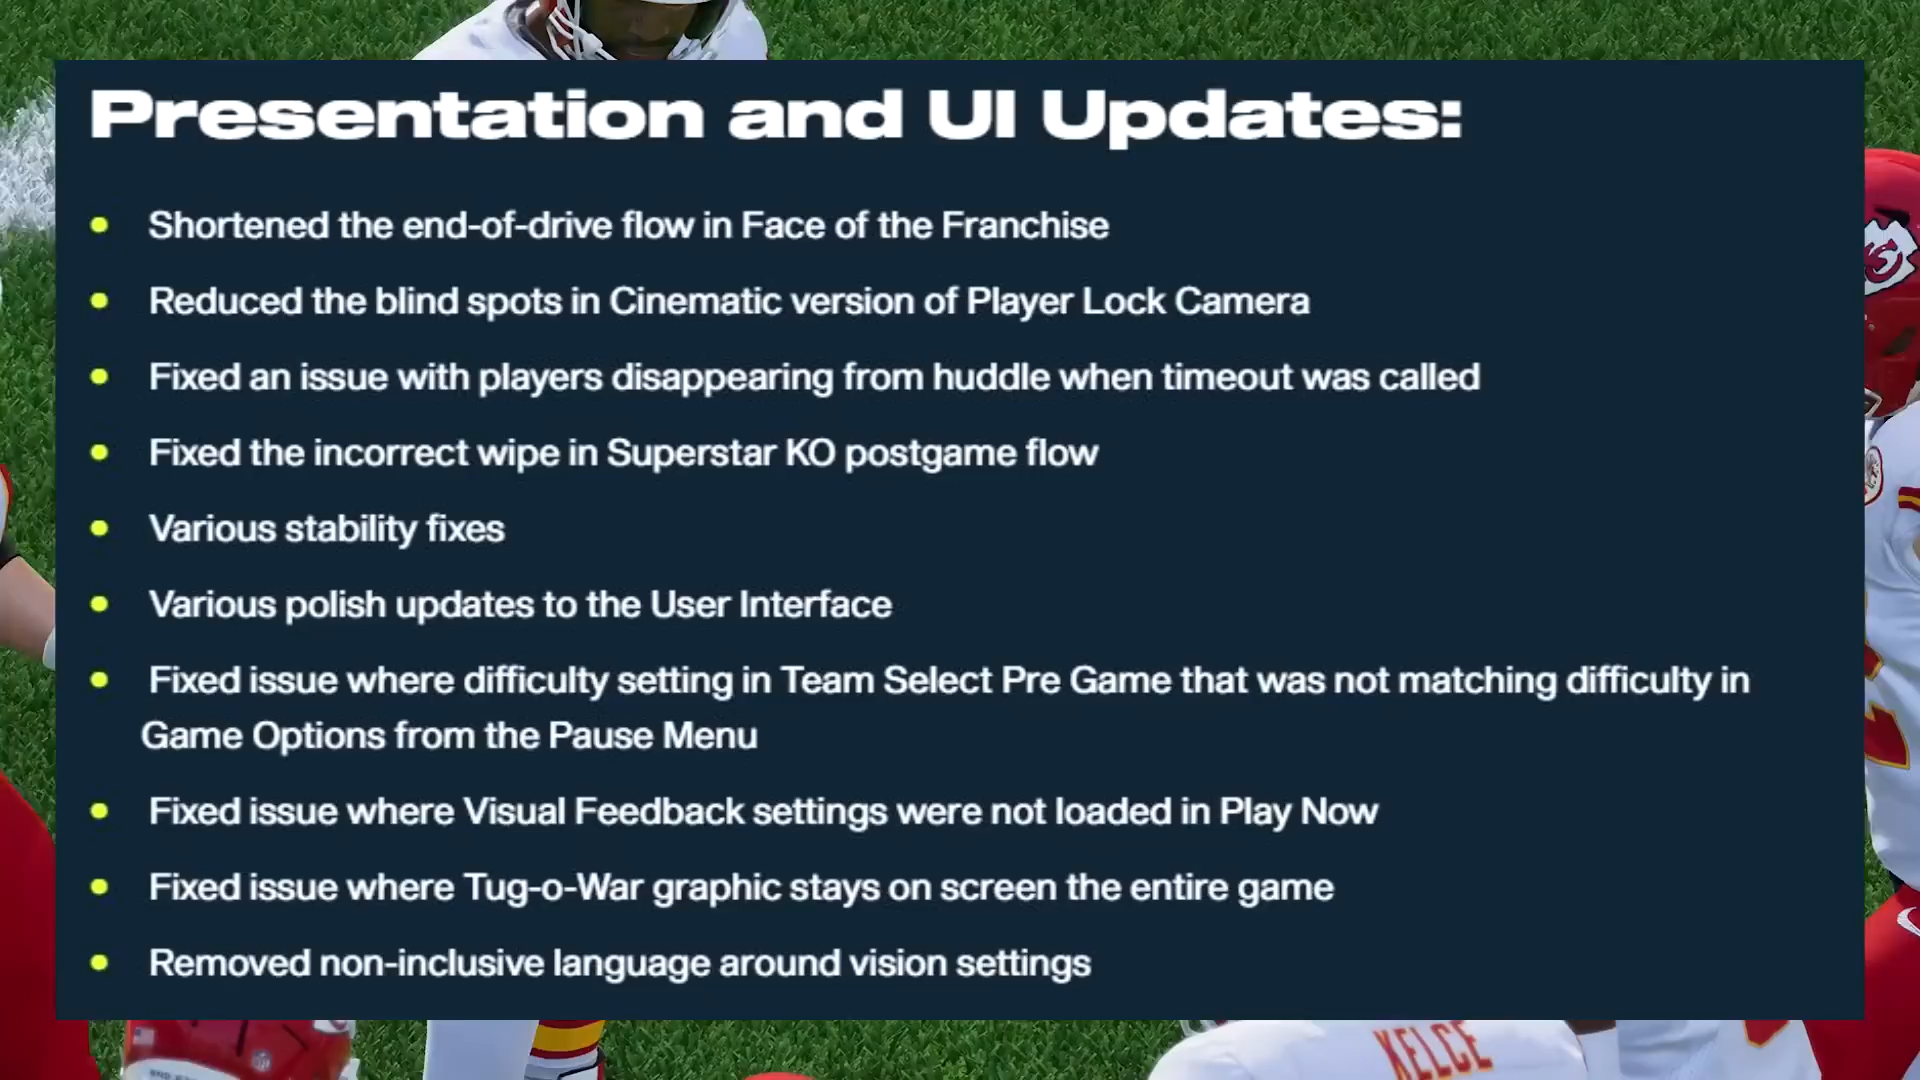 Presentation and UI Updates:
Shortened the end-of-drive flow in Face of the Franchise
Reduced the blind spots in Cinematic version of Player Lock Camera
Fixed an issue with players disappearing from huddle when timeout was called
Fixed the incorrect wipe in Superstar KO postgame flow
Various stability fixes
Various polish updates to the User Interface
Fixed issue where difficulty setting in Team Select Pre Game that was not matching difficulty in
Game Options from the Pause Menu
Fixed issue where Visual Feedback settings were not loaded in Play Now
Fixed issue where Tug-o-War graphic stays on screen the entire game
Removed non-inclusive language around vision settings
KELCE